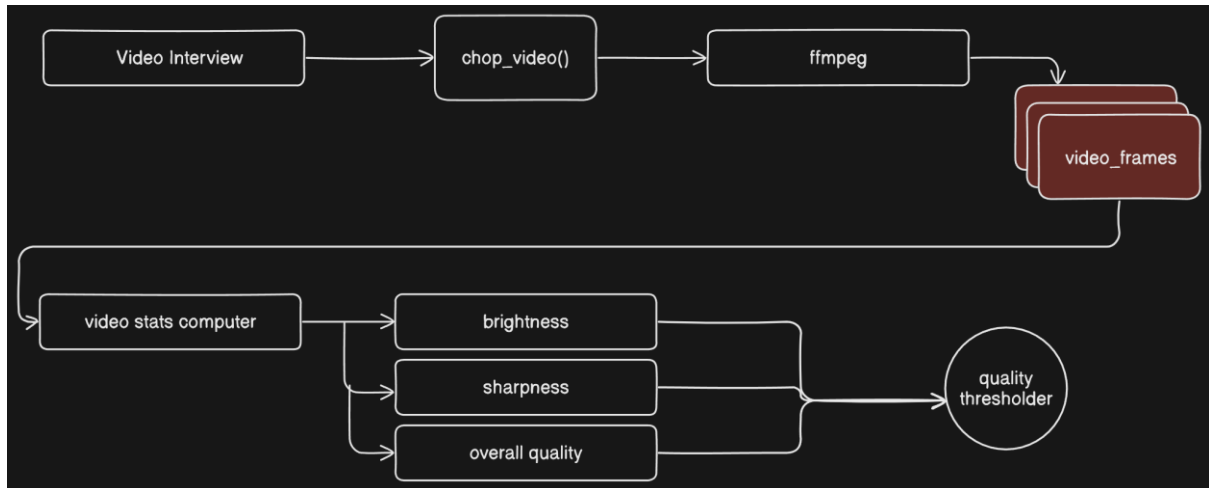 Video Interview
chop_video()
ffmpeg
video_frames
video stats computer
brightness
sharpness
overall quality
quality
thresholder